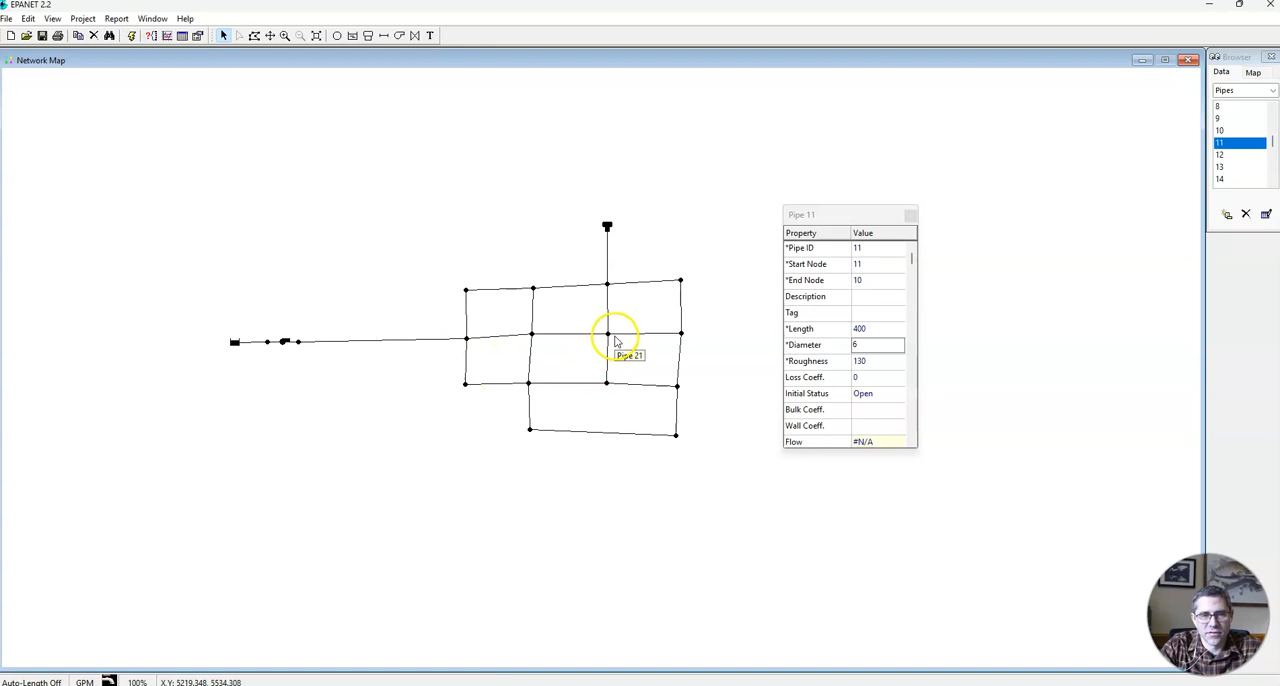 EPANET 2.2
File Edit View Project Report Window Help
T
Network Map
Browser
Data Map
Pipes
8
9
10
11
12
13
14
Pipe 11
Property Value
*Pipe ID 11
*Start Node 11
*End Node 10
Description
Tag
*Length 400
*Diameter 6
*Roughness 130
Loss Coeff. 0
Initial Status Open
Bulk Coeff.
Wall Coeff.
Flow #N/A
Pipe 21
Auto-Length Off GPM 100% X,Y: 5219.348, 5534.308